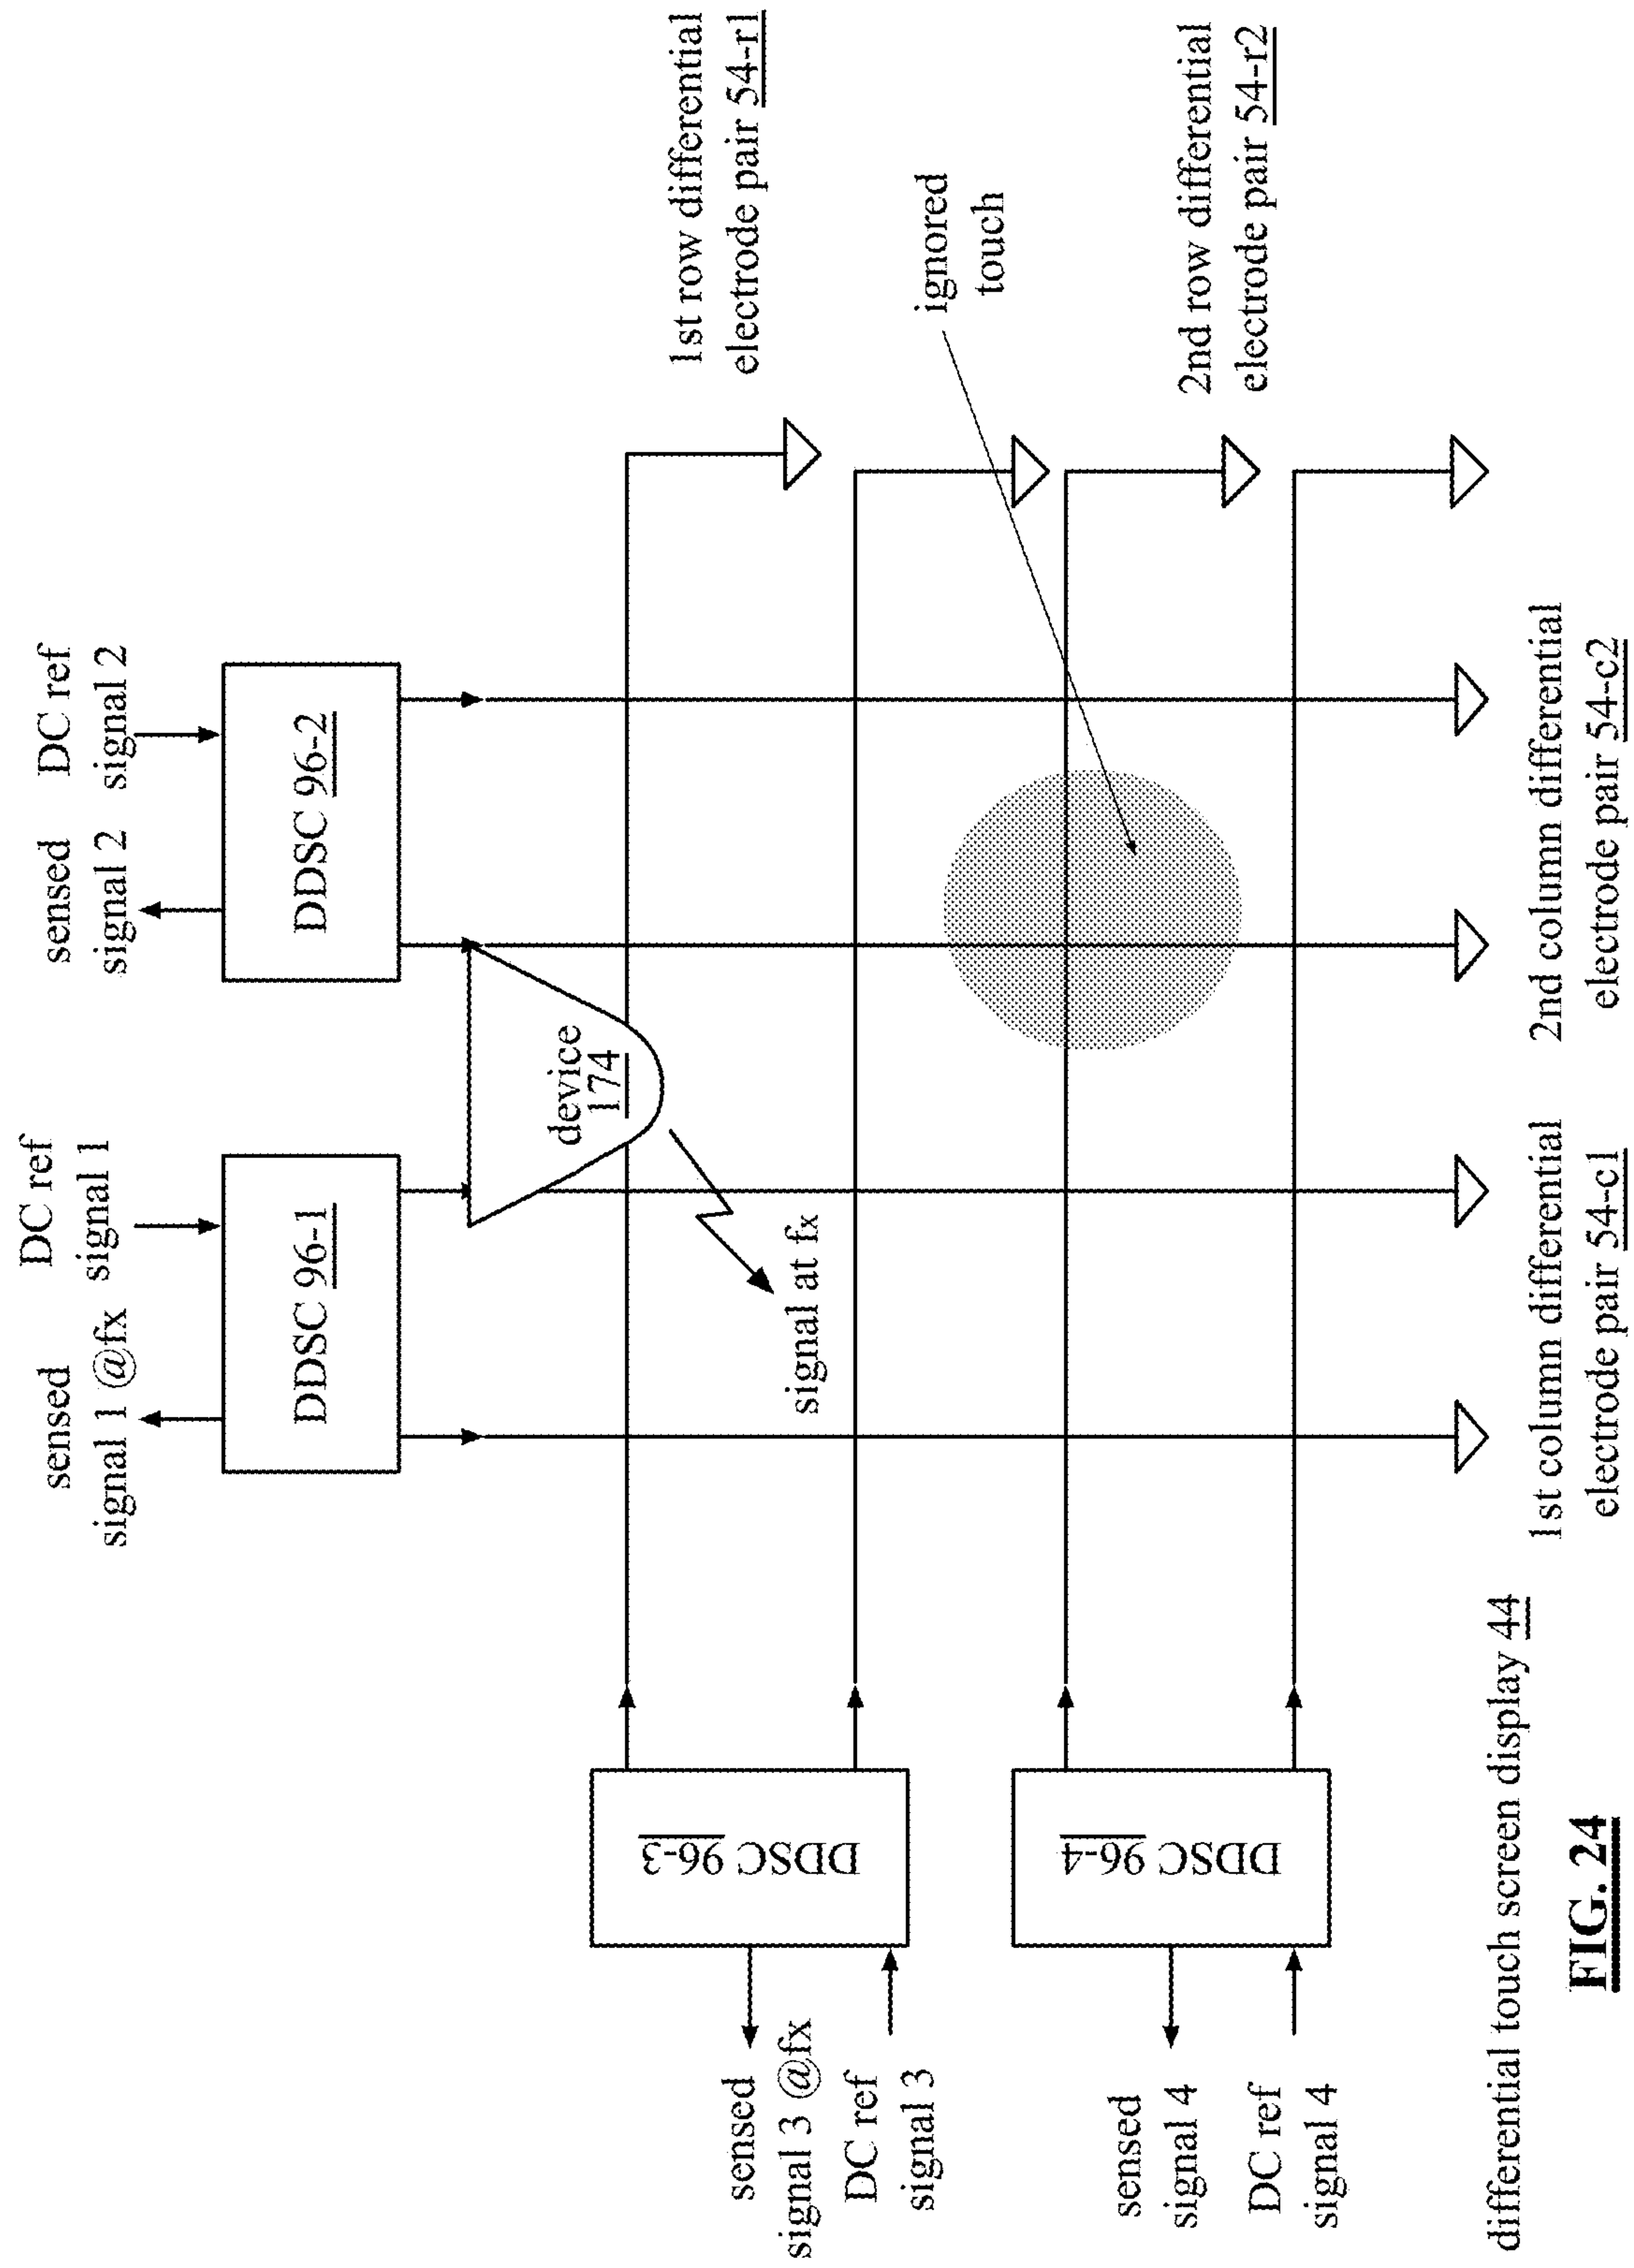 sensed
signal 1 @fx
DC ref
signal 1
sensed
signal 2
DC ref
signal 2
DDSC 96-1
DDSC 96-2
device
174
signal at fx
1st row differential
electrode pair 54-r1
ignored
touch
2nd row differential
electrode pair 54-r2
DDSC 96-3
DDSC 96-4
sensed
signal 3 @fx
DC ref
signal 3
sensed
signal 4
DC ref
signal 4
1st column differential
electrode pair 54-c1
2nd column differential
electrode pair 54-c2
differential touch screen display 44
FIG. 24